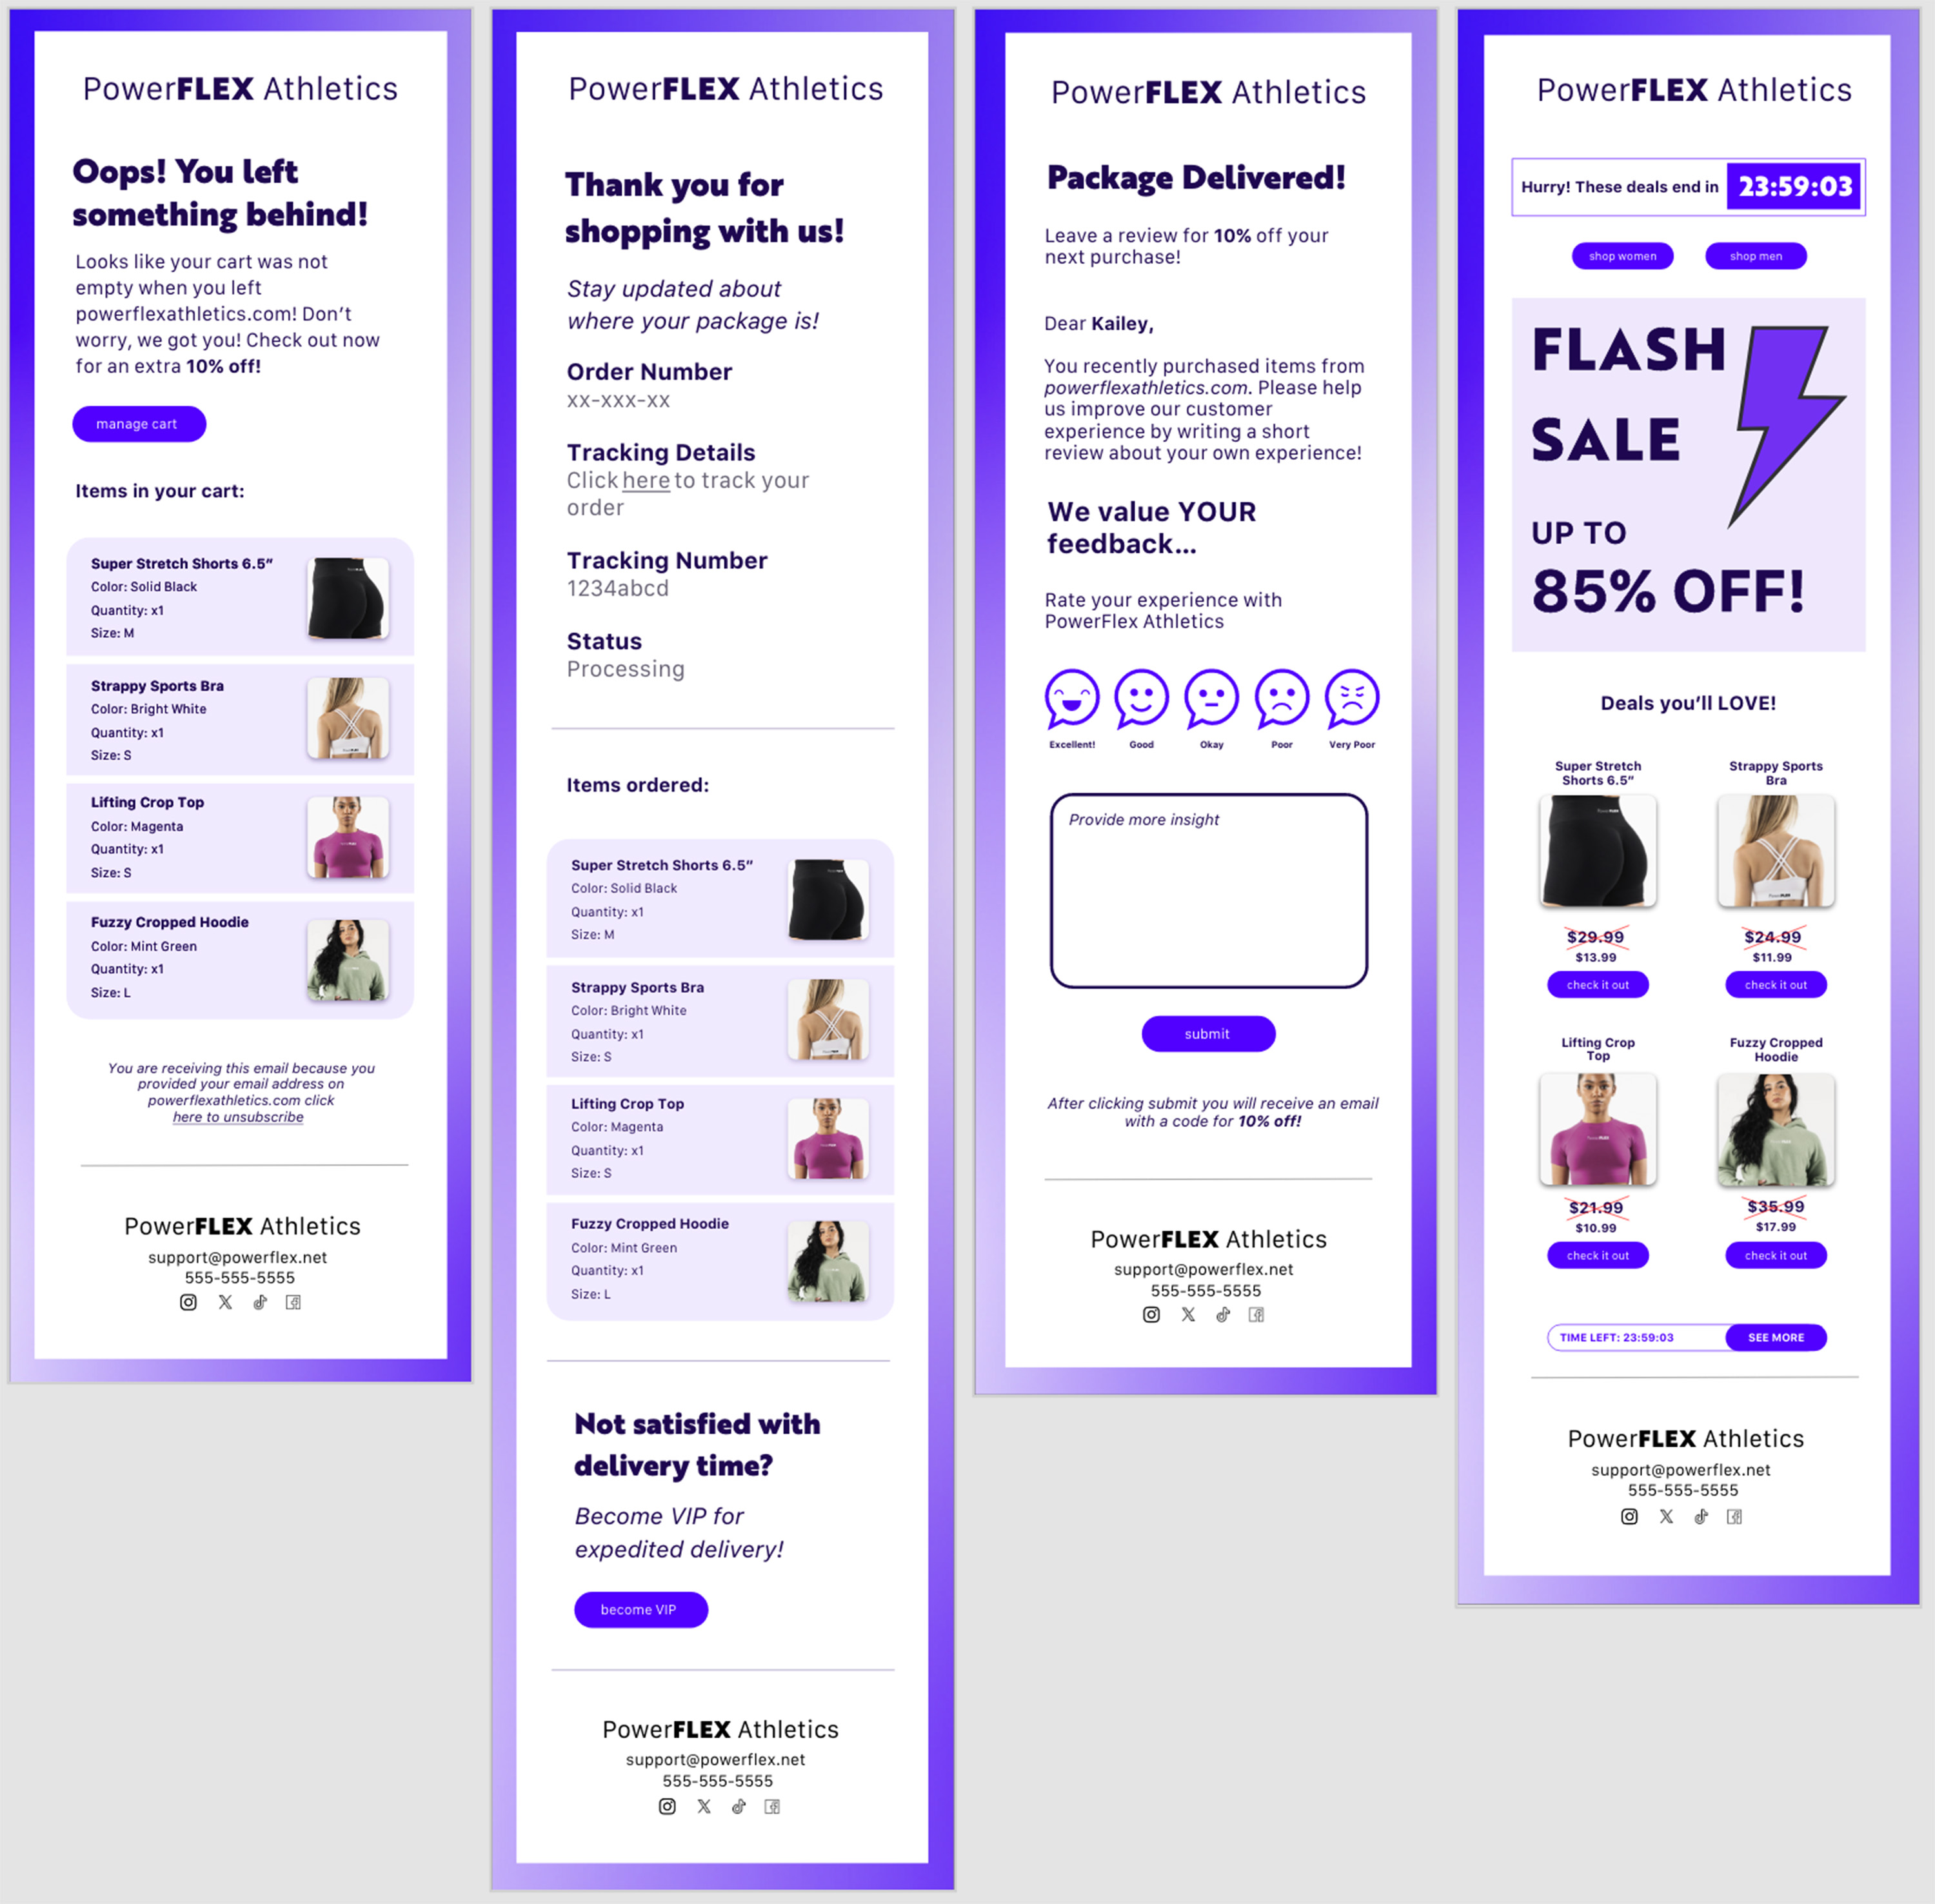 PowerFLEX Athletics
Oops! You left
something behind!
Looks like your cart was not
empty when you left
powerflexathletics.com! Don’t
worry, we got you! Check out now
for an extra 10% off!
manage cart
Items in your cart:
Super Stretch Shorts 6.5”
Color: Solid Black
Quantity: x1
Size: M
Strappy Sports Bra
Color: Bright White
Quantity: x1
Size: S
Lifting Crop Top
Color: Magenta
Quantity: x1
Size: S
Fuzzy Cropped Hoodie
Color: Mint Green
Quantity: x1
Size: L
You are receiving this email because you
provided your email address on
powerflexathletics.com click
here to unsubscribe
PowerFLEX Athletics
support@powerflex.net
555-555-5555
PowerFLEX Athletics
Thank you for
shopping with us!
Stay updated about
where your package is!
Order Number
xx-xxx-xx
Tracking Details
Click here to track your
order
Tracking Number
1234abcd
Status
Processing
Items ordered:
Super Stretch Shorts 6.5”
Color: Solid Black
Quantity: x1
Size: M
Strappy Sports Bra
Color: Bright White
Quantity: x1
Size: S
Lifting Crop Top
Color: Magenta
Quantity: x1
Size: S
Fuzzy Cropped Hoodie
Color: Mint Green
Quantity: x1
Size: L
Not satisfied with
delivery time?
Become VIP for
expedited delivery!
become VIP
PowerFLEX Athletics
support@powerflex.net
555-555-5555
PowerFLEX Athletics
Package Delivered!
Leave a review for 10% off your
next purchase!
Dear Kailey,
You recently purchased items from
powerflexathletics.com. Please help
us improve our customer
experience by writing a short
review about your own experience!
We value YOUR
feedback...
Rate your experience with
PowerFlex Athletics
Excellent! Good Okay Poor Very Poor
Provide more insight
submit
After clicking submit you will receive an email
with a code for 10% off!
PowerFLEX Athletics
support@powerflex.net
555-555-5555
PowerFLEX Athletics
Hurry! These deals end in 23:59:03
shop women shop men
FLASH
SALE
UP TO
85% OFF!
Deals you’ll LOVE!
Super Stretch
Shorts 6.5”
$29.99
$13.99
check it out
Strappy Sports
Bra
$24.99
$11.99
check it out
Lifting Crop
Top
$21.99
$10.99
check it out
Fuzzy Cropped
Hoodie
$35.99
$17.99
check it out
TIME LEFT: 23:59:03 SEE MORE
PowerFLEX Athletics
support@powerflex.net
555-555-5555